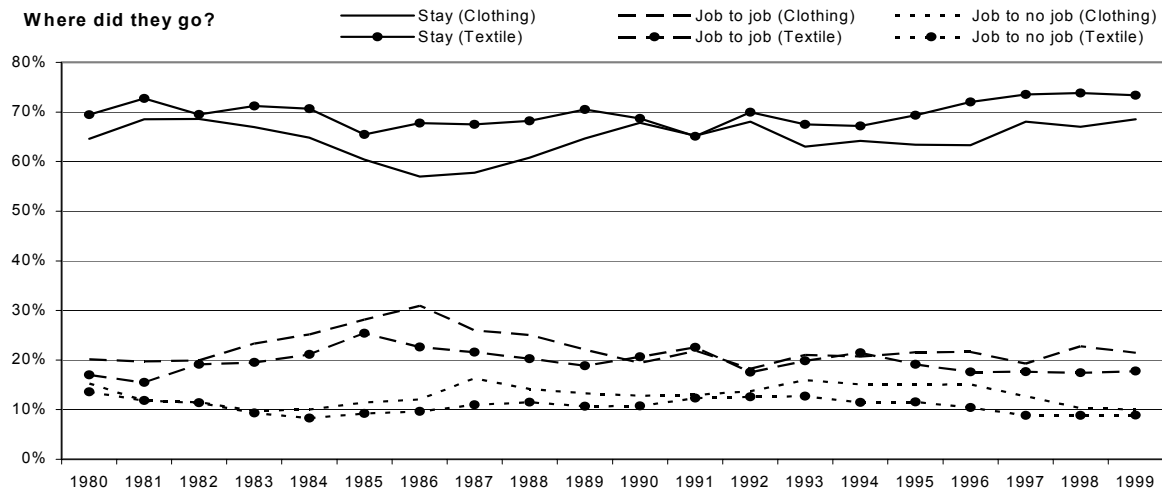 Where did they go?
Stay (Clothing) Job to job (Clothing) Job to no job (Clothing)
Stay (Textile) Job to job (Textile) Job to no job (Textile)
80%
70%
60%
50%
40%
30%
20%
10%
0%
1980 1981 1982 1983 1984 1985 1986 1987 1988 1989 1990 1991 1992 1993 1994 1995 1996 1997 1998 1999